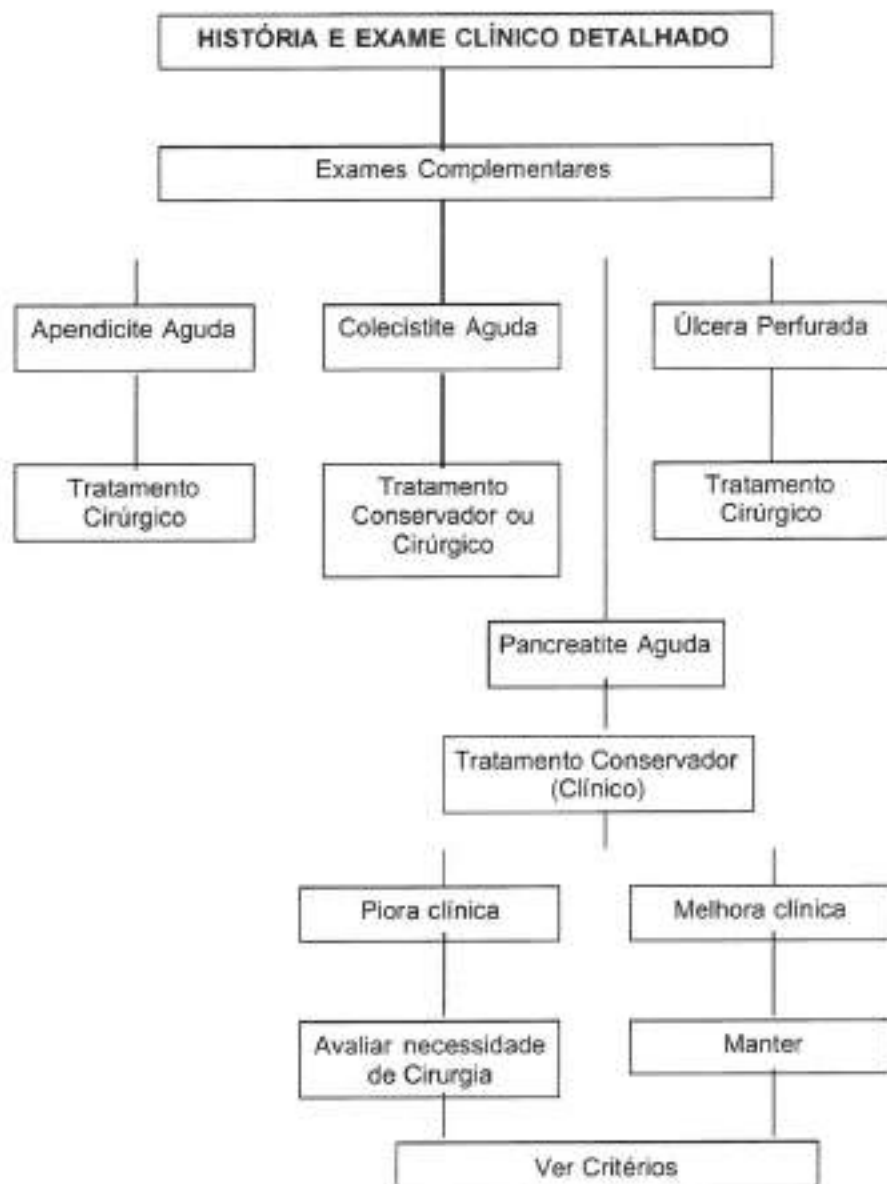 HISTÓRIA E EXAME CLÍNICO DETALHADO
Exames Complementares
Apendicite Aguda
Colecistite Aguda
Úlcera Perfurada
Tratamento
Cirúrgico
Tratamento
Conservador ou
Cirúrgico
Tratamento
Cirúrgico
Pancreatite Aguda
Tratamento Conservador
(Clínico)
Piora clínica
Melhora clínica
Avaliar necessidade
de Cirurgia
Manter
Ver Critérios